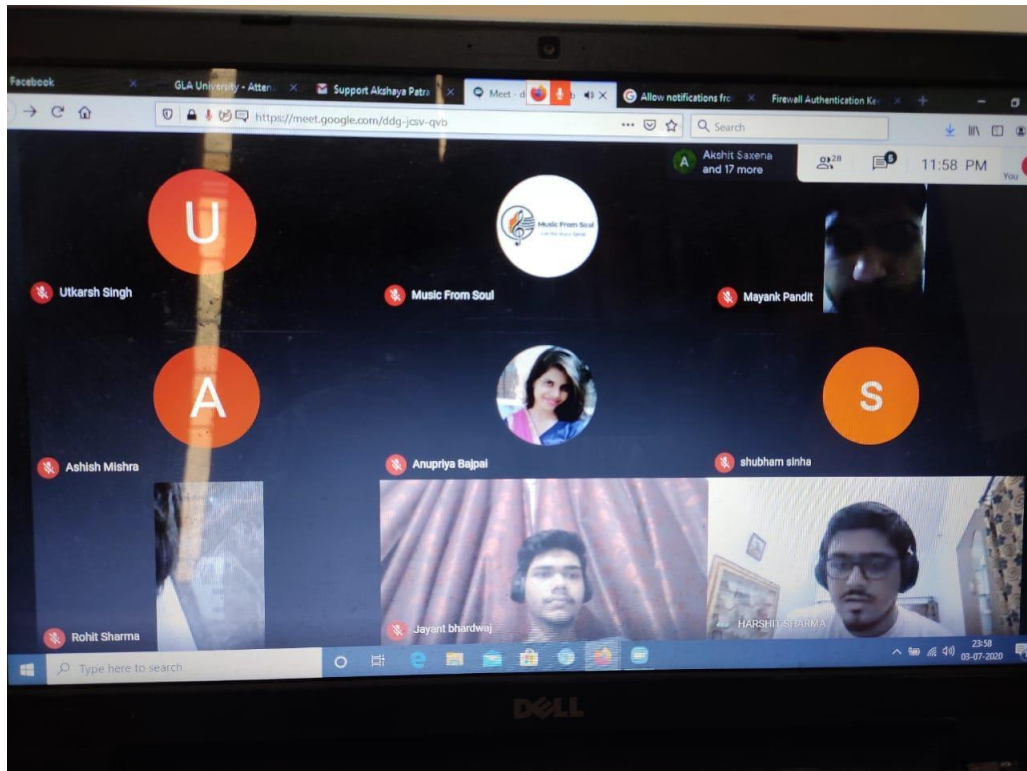 Facebook
GLA University - Atten
Support Akshaya Patra
Meet - d
Allow notifications fro
Firewall Authentication Ke
https://meet.google.com/ddg-jcsv-qvb
Search
A
Akshit Saxena
and 17 more
28
5
11:58 PM
You
U
Utkarsh Singh
Music From Soul
Music From Soul
Mayank Pandit
A
Ashish Mishra
Anupriya Bajpai
S
shubham sinha
Rohit Sharma
Jayant bhardwaj
HARSHIT SHARMA
Type here to search
23:58
03-07-2020
DELL